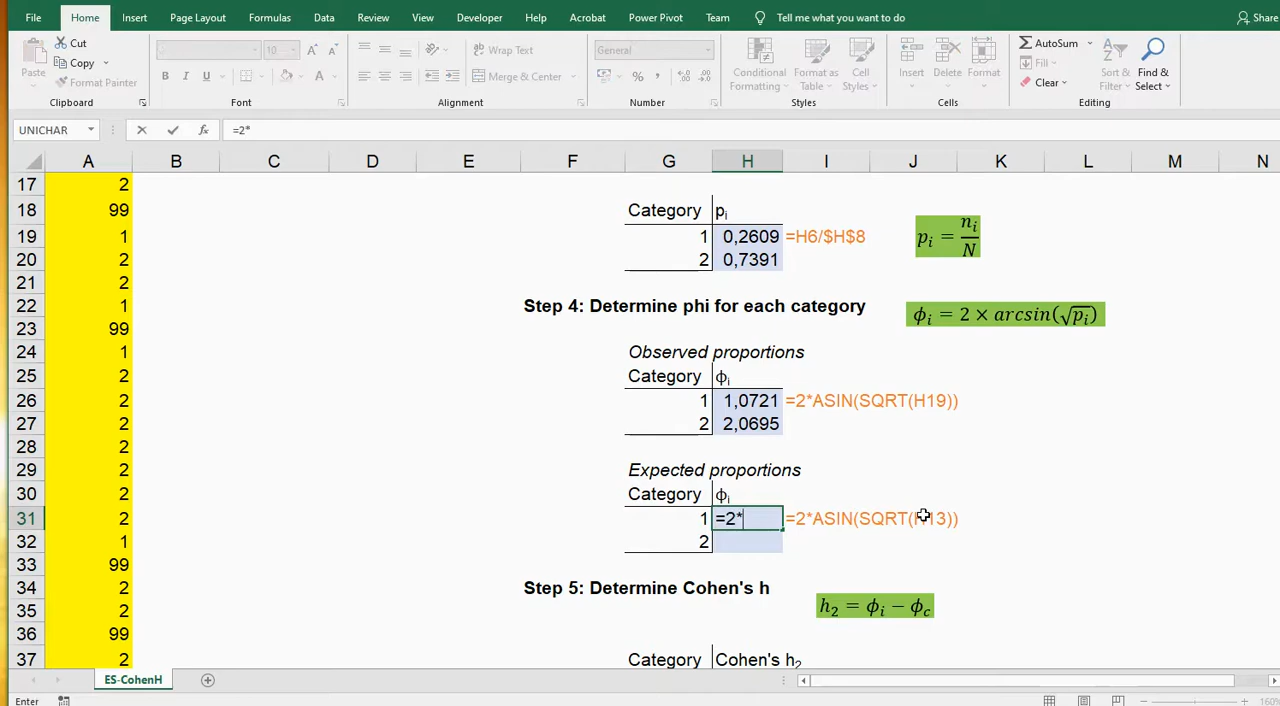 File Home Insert Page Layout Formulas Data Review View Developer Help Acrobat Power Pivot Team Tell me what you want to do Share
Cut
Copy
Paste
Format Painter
Clipboard
10
B I U
Font
Wrap Text
Merge & Center
Alignment
General
Number
Conditional Formatting
Format as Table
Cell Styles
Styles
Insert Delete Format
Cells
AutoSum
Fill
Clear
Sort & Filter
Find & Select
Editing
UNICHAR fx =2*
A B C D E F G H I J K L M N
17 2
18 99 Category pᵢ
19 1 1 0,2609 =H6/$H$8 pᵢ = nᵢ/N
20 2 2 0,7391
21 2
22 1 Step 4: Determine phi for each category ϕᵢ = 2 × arcsin(√pᵢ)
23 99
24 1 Observed proportions
25 2 Category ϕᵢ
26 2 1 1,0721 =2*ASIN(SQRT(H19))
27 2 2 2,0695
28 2
29 2 Expected proportions
30 2 Category ϕᵢ
31 2 1 =2* =2*ASIN(SQRT(H13))
32 1 2
33 99
34 2 Step 5: Determine Cohen's h
35 2 h₂ = ϕᵢ − ϕ_c
36 99
37 2 Category Cohen's h₂
ES-CohenH
Enter 160%